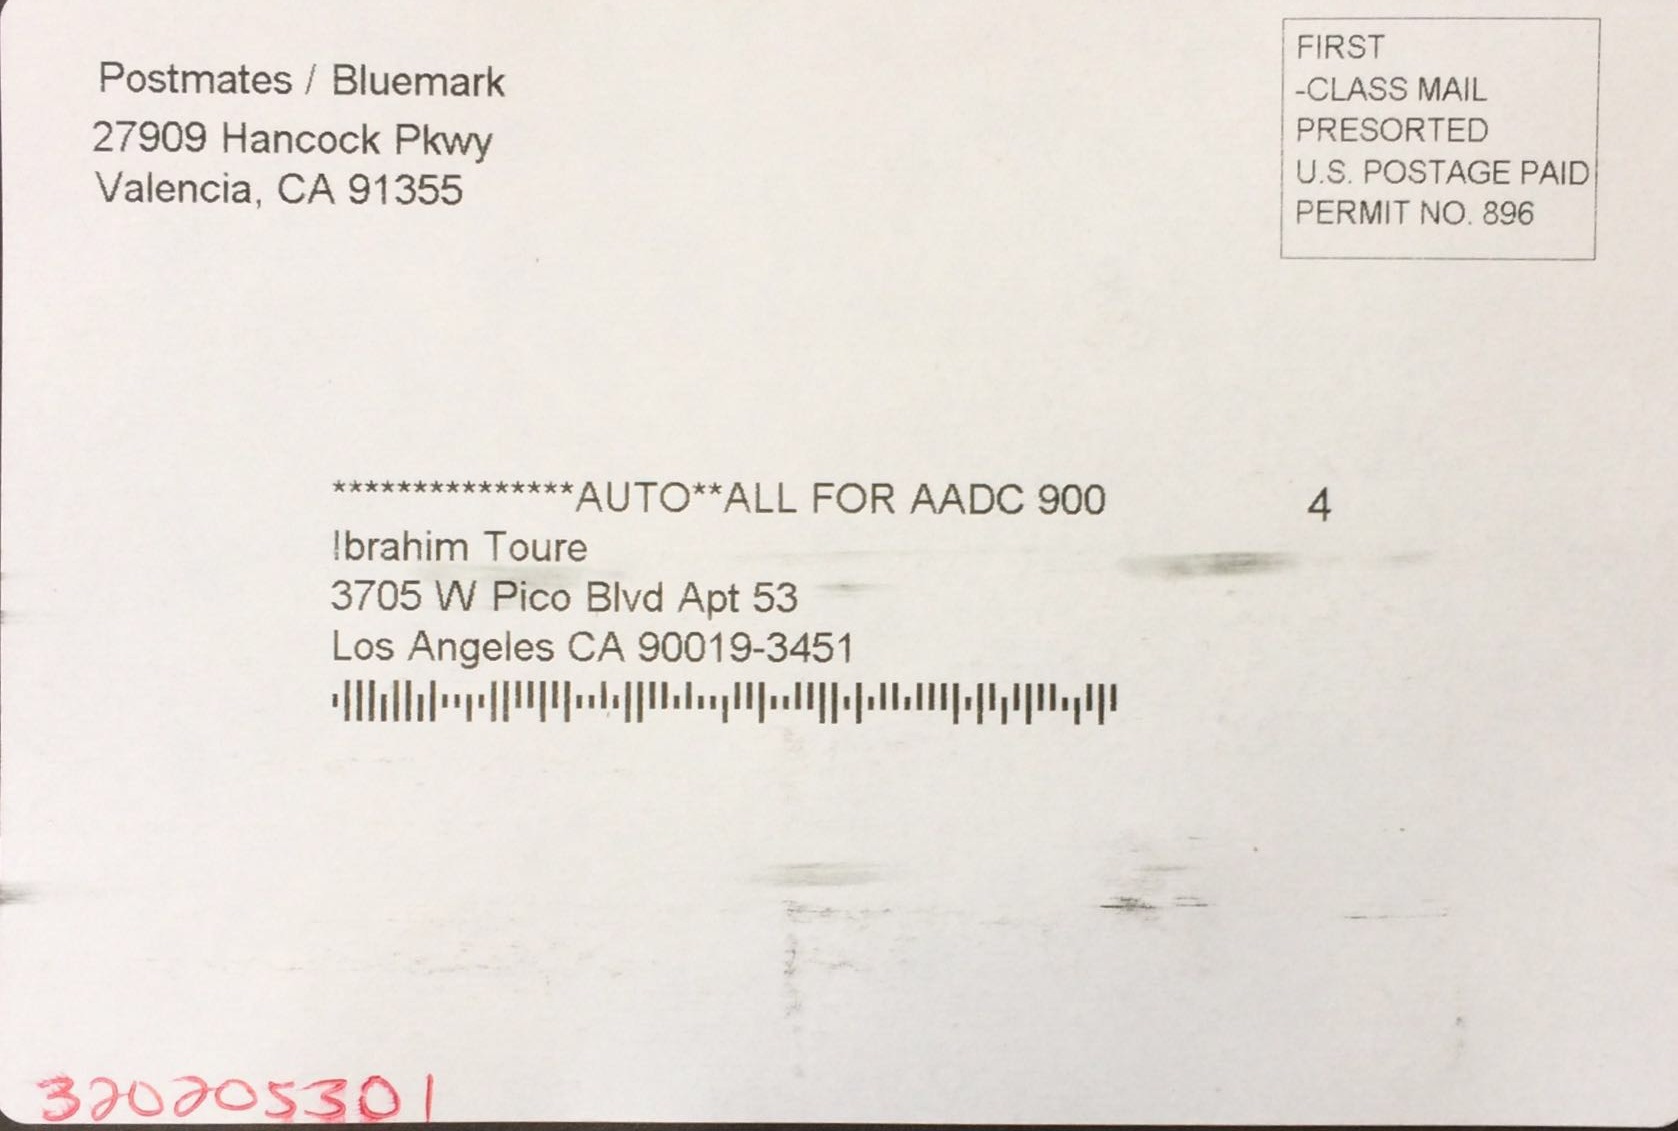 Postmates / Bluemark
27909 Hancock Pkwy
Valencia, CA 91355
FIRST
-CLASS MAIL
PRESORTED
U.S. POSTAGE PAID
PERMIT NO. 896
***************AUTO**ALL FOR AADC 900 4
Ibrahim Toure
3705 W Pico Blvd Apt 53
Los Angeles CA 90019-3451
320205301